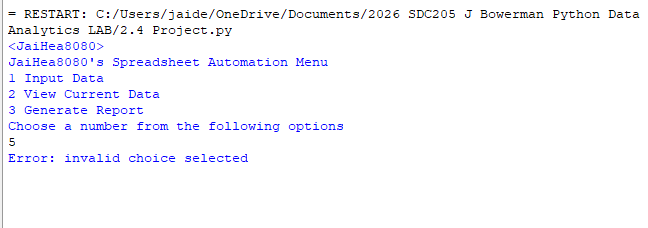 = RESTART: C:/Users/jaide/OneDrive/Documents/2026 SDC205 J Bowerman Python Data
Analytics LAB/2.4 Project.py
<JaiHea8080>
JaiHea8080's Spreadsheet Automation Menu
1 Input Data
2 View Current Data
3 Generate Report
Choose a number from the following options
5
Error: invalid choice selected